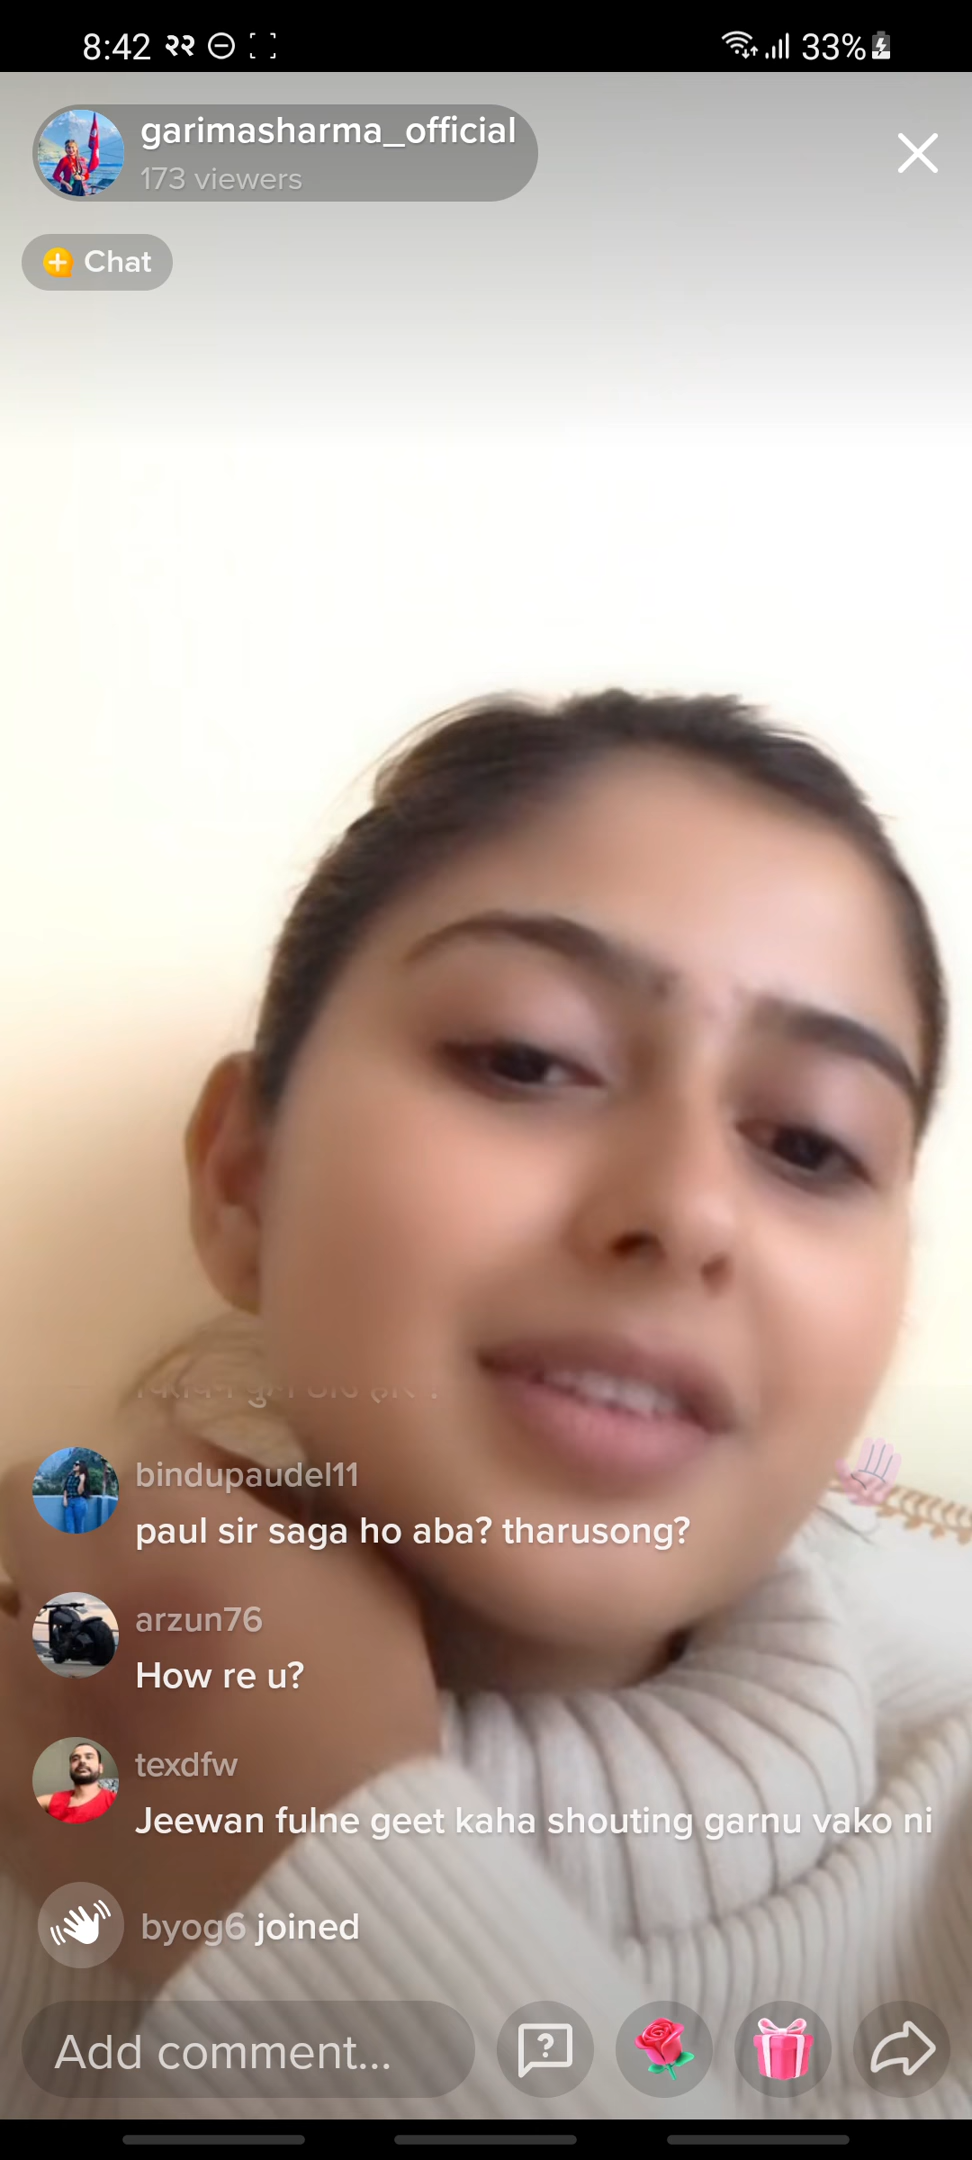 8:42 २२ 33%
garimasharma_official
173 viewers
Chat
bindupaudel11
paul sir saga ho aba? tharusong?
arzun76
How re u?
texdfw
Jeewan fulne geet kaha shouting garnu vako ni
byog6 joined
Add comment...